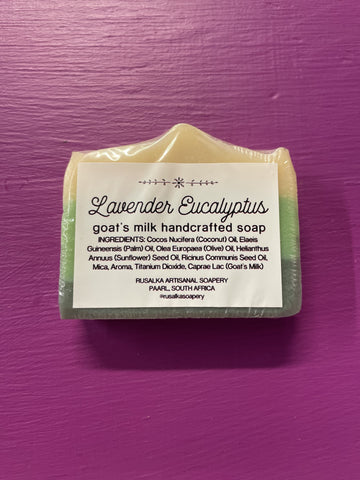 Lavender Eucalyptus
goat's milk handcrafted soap
INGREDIENTS: Cocos Nucifera (Coconut) Oil, Elaeis
Guineensis (Palm) Oil, Olea Europaea (Olive) Oil, Helianthus
Annuus (Sunflower) Seed Oil, Ricinus Communis Seed Oil,
Mica, Aroma, Titanium Dioxide, Caprae Lac (Goat's Milk)
RUSALKA ARTISANAL SOAPERY
PAARL, SOUTH AFRICA
@rusalkasoapery